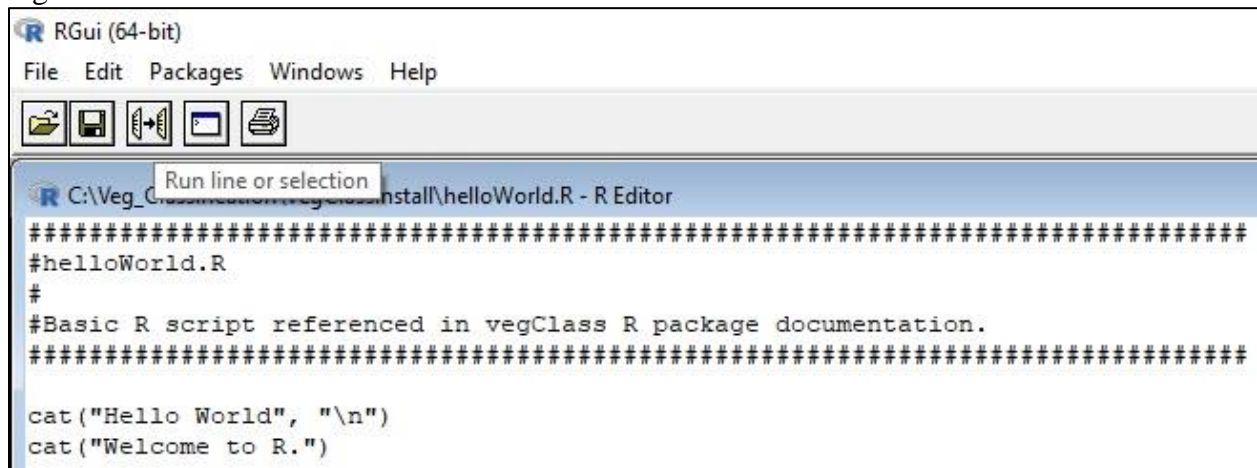 RGui (64-bit)
File Edit Packages Windows Help
Run line or selection
C:\Veg_ nstall\helloWorld.R - R Editor
################################################################################
#helloWorld.R
#
#Basic R script referenced in vegClass R package documentation.
################################################################################
cat("Hello World", "\n")
cat("Welcome to R.")